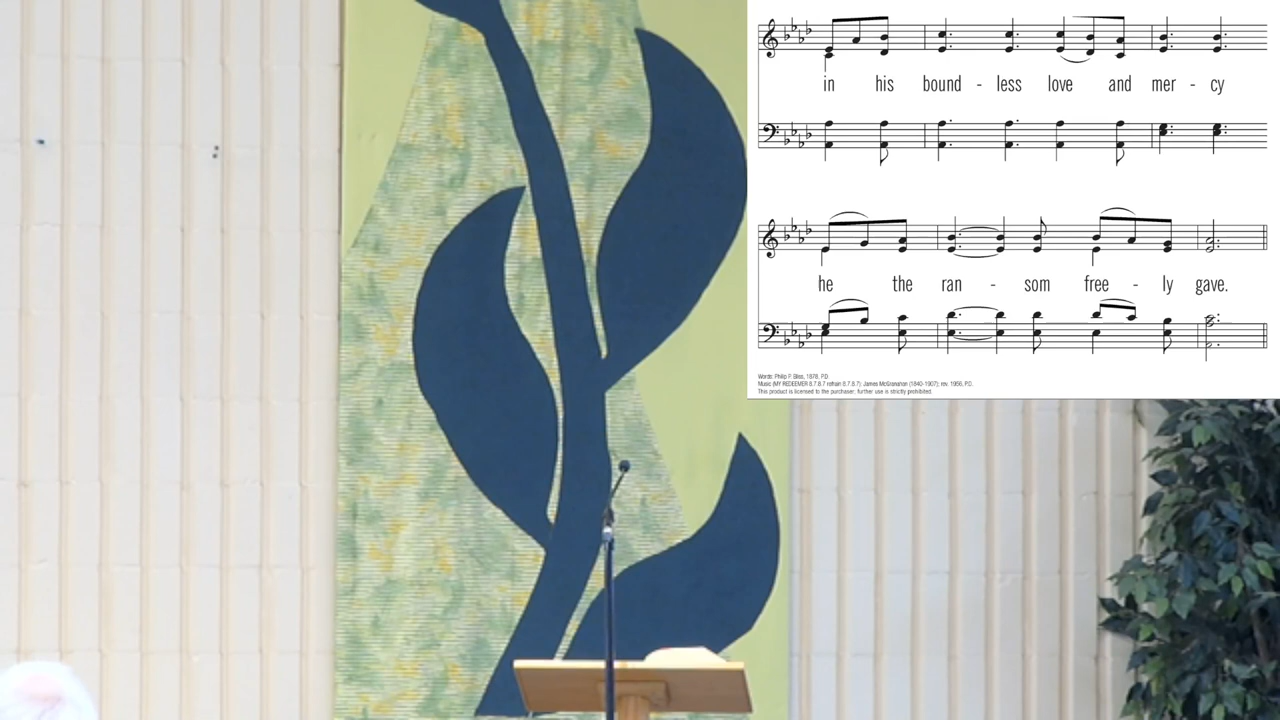 in his bound - less love and mer - cy
he the ran - som free - ly gave.
Words: Philip P. Bliss, 1876, P.D.
Music (MY REDEEMER 8.7.8.7 refrain 8.7.8.7): James McGranahan (1840-1907); rev. 1956, P.D.
This product is licensed to the purchaser; further use is strictly prohibited.